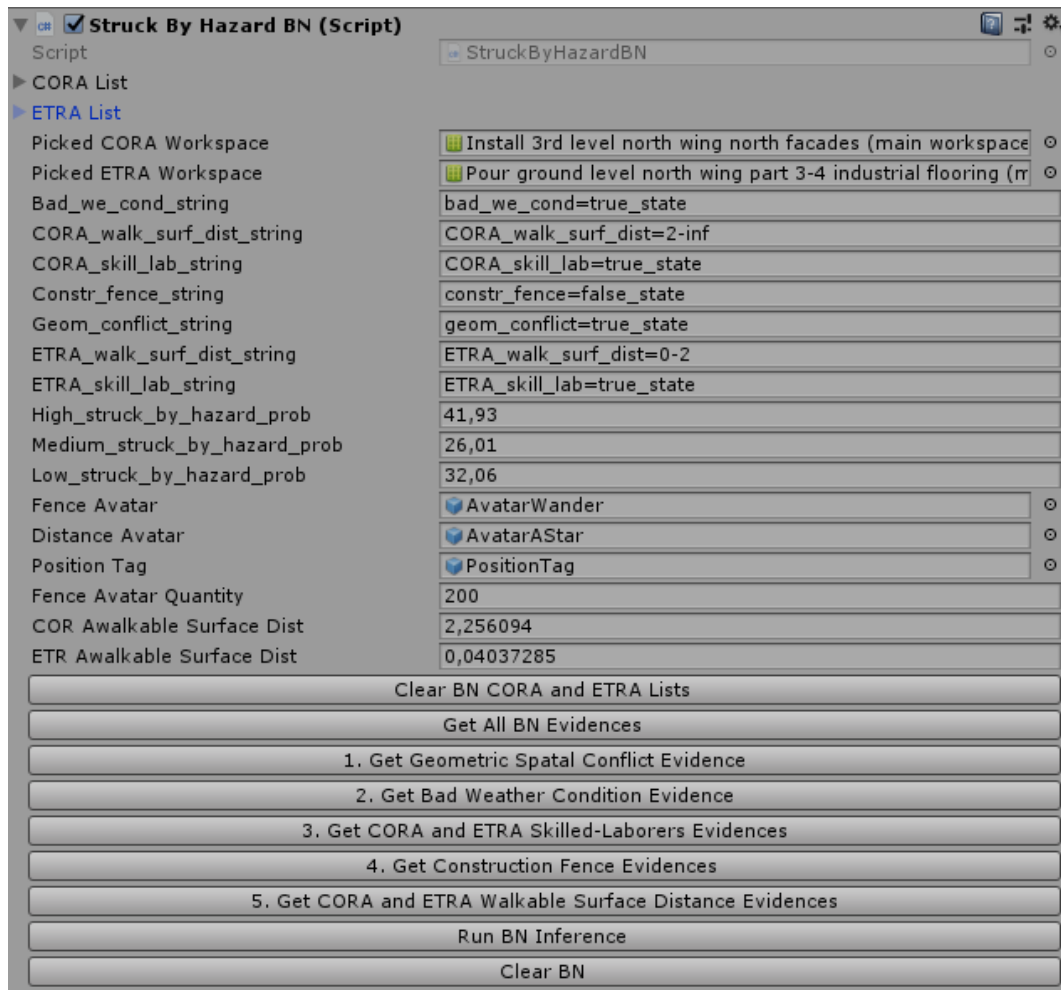 Struck By Hazard BN (Script)
Script StruckByHazardBN
CORA List
ETRA List
Picked CORA Workspace Install 3rd level north wing north facades (main workspace
Picked ETRA Workspace Pour ground level north wing part 3-4 industrial flooring (m
Bad_we_cond_string bad_we_cond=true_state
CORA_walk_surf_dist_string CORA_walk_surf_dist=2-inf
CORA_skill_lab_string CORA_skill_lab=true_state
Constr_fence_string constr_fence=false_state
Geom_conflict_string geom_conflict=true_state
ETRA_walk_surf_dist_string ETRA_walk_surf_dist=0-2
ETRA_skill_lab_string ETRA_skill_lab=true_state
High_struck_by_hazard_prob 41,93
Medium_struck_by_hazard_prob 26,01
Low_struck_by_hazard_prob 32,06
Fence Avatar AvatarWander
Distance Avatar AvatarAStar
Position Tag PositionTag
Fence Avatar Quantity 200
COR Awalkable Surface Dist 2,256094
ETR Awalkable Surface Dist 0,04037285
Clear BN CORA and ETRA Lists
Get All BN Evidences
1. Get Geometric Spatal Conflict Evidence
2. Get Bad Weather Condition Evidence
3. Get CORA and ETRA Skilled-Laborers Evidences
4. Get Construction Fence Evidences
5. Get CORA and ETRA Walkable Surface Distance Evidences
Run BN Inference
Clear BN